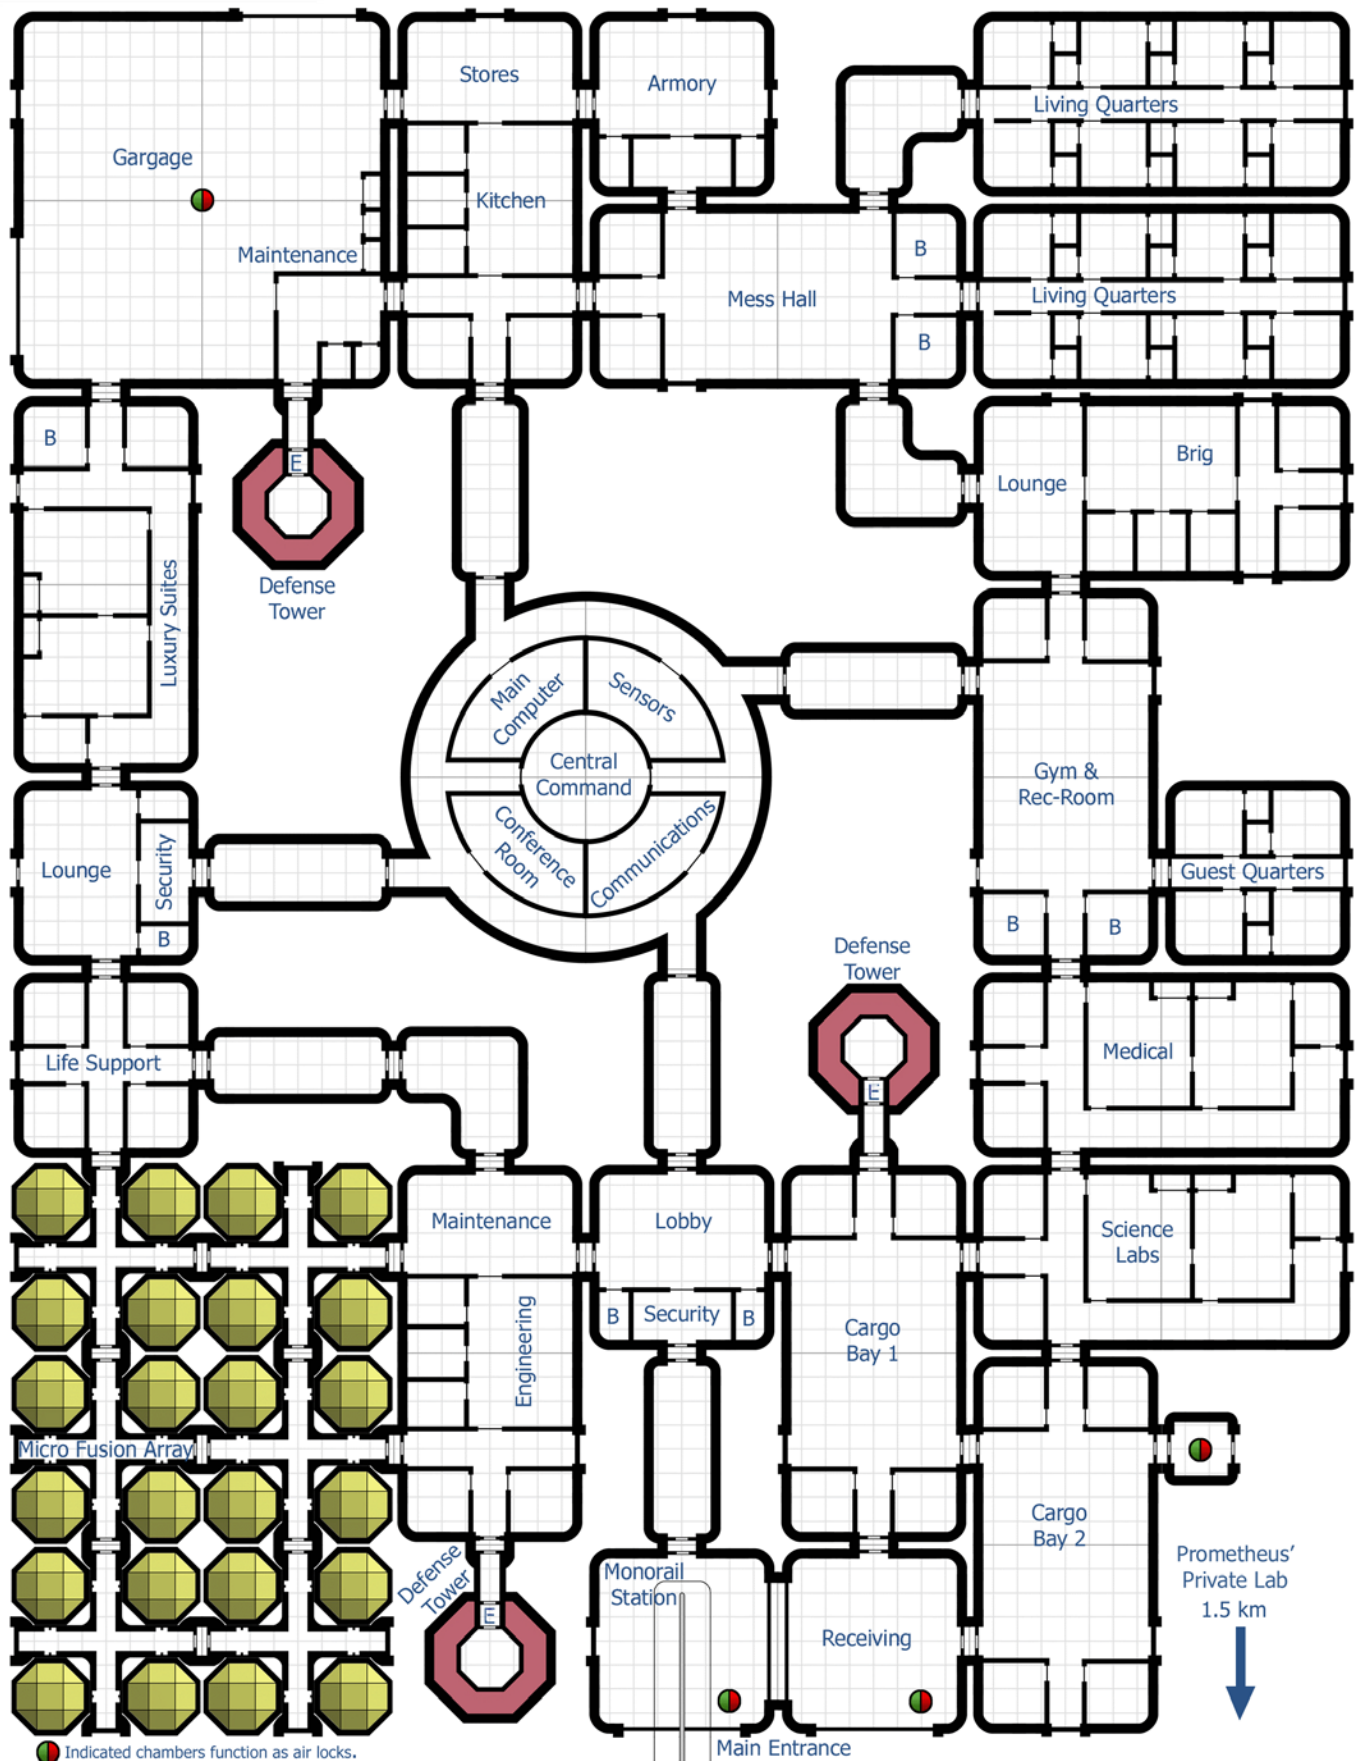 Stores
Armory
Living Quarters
Gargage
Kitchen
Maintenance
B
Mess Hall
Living Quarters
B
B
E
Defense
Tower
Luxury Suites
Lounge
Brig
Main
Computer
Sensors
Central
Command
Conference
Room
Communications
Gym &
Rec-Room
Guest Quarters
B
B
Lounge
Security
B
Defense
Tower
E
Life Support
Medical
Maintenance
Lobby
Science
Labs
B
Security
B
Engineering
Cargo
Bay 1
Micro Fusion Array
Cargo
Bay 2
Defense
Tower
E
Monorail
Station
Receiving
Prometheus’
Private Lab
1.5 km
Main Entrance
Indicated chambers function as air locks.